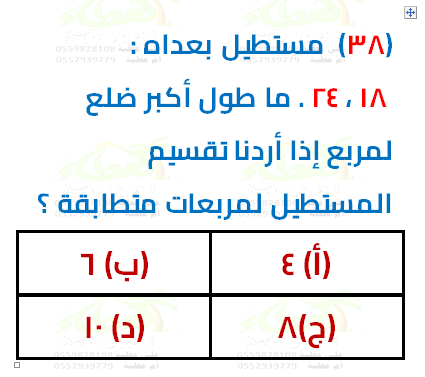 (٣٨) مستطيل بعداه :
١٨ ، ٢٤ . ما طول أكبر ضلع
لمربع إذا أردنا تقسيم
المستطيل لمربعات متطابقة ؟
(أ) ٤
(ب) ٦
(ج) ٨
(د) ١٠
0559828108
0552939779
أم عطيه